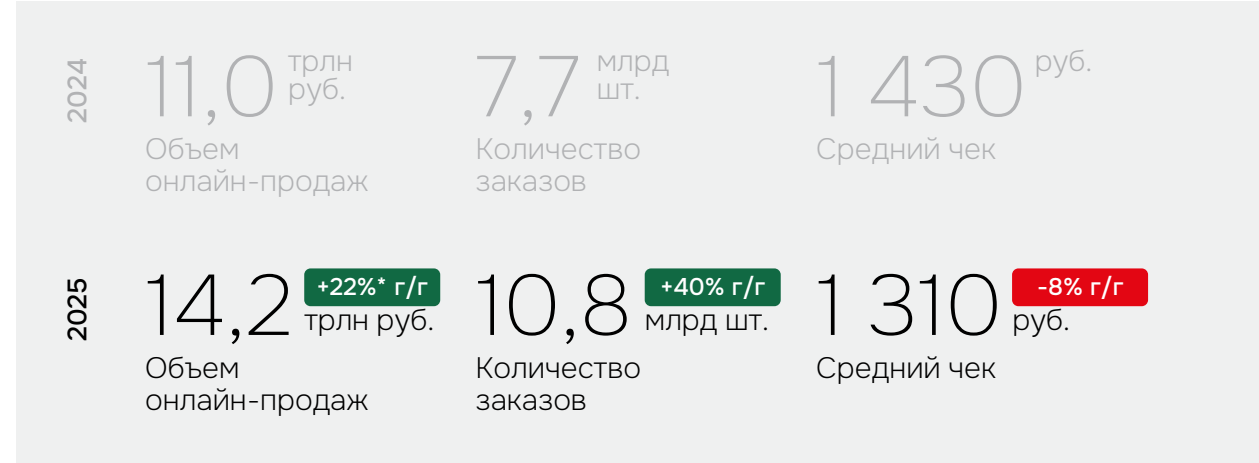 2024
11,0 трлн руб.
Объем
онлайн-продаж
7,7 млрд шт.
Количество
заказов
1 430 руб.
Средний чек
2025
14,2 +22%* г/г
трлн руб.
Объем
онлайн-продаж
10,8 +40% г/г
млрд шт.
Количество
заказов
1 310 -8% г/г
руб.
Средний чек